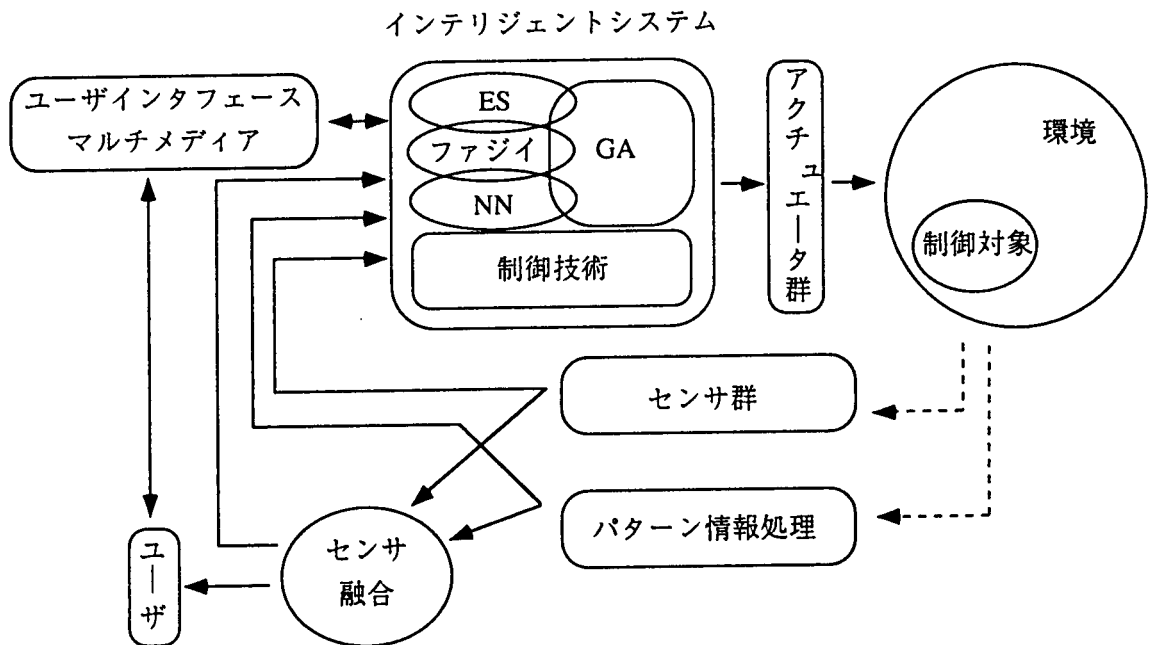 インテリジェントシステム
ユーザインタフェース
マルチメディア
ES
ファジイ
NN
GA
制御技術
アクチュエータ群
環境
制御対象
センサ群
パターン情報処理
センサ
融合
ユーザ